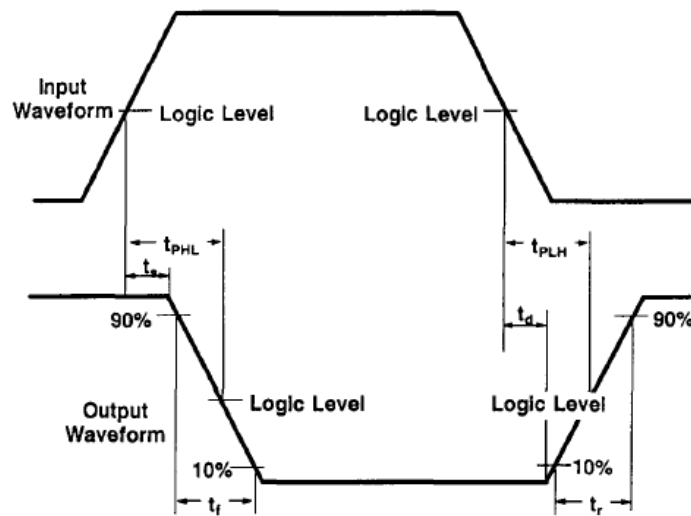 Input
Waveform
Logic Level
Logic Level
tPHL
tPLH
ts
td
90%
90%
Output
Waveform
Logic Level
Logic Level
10%
10%
tf
tr